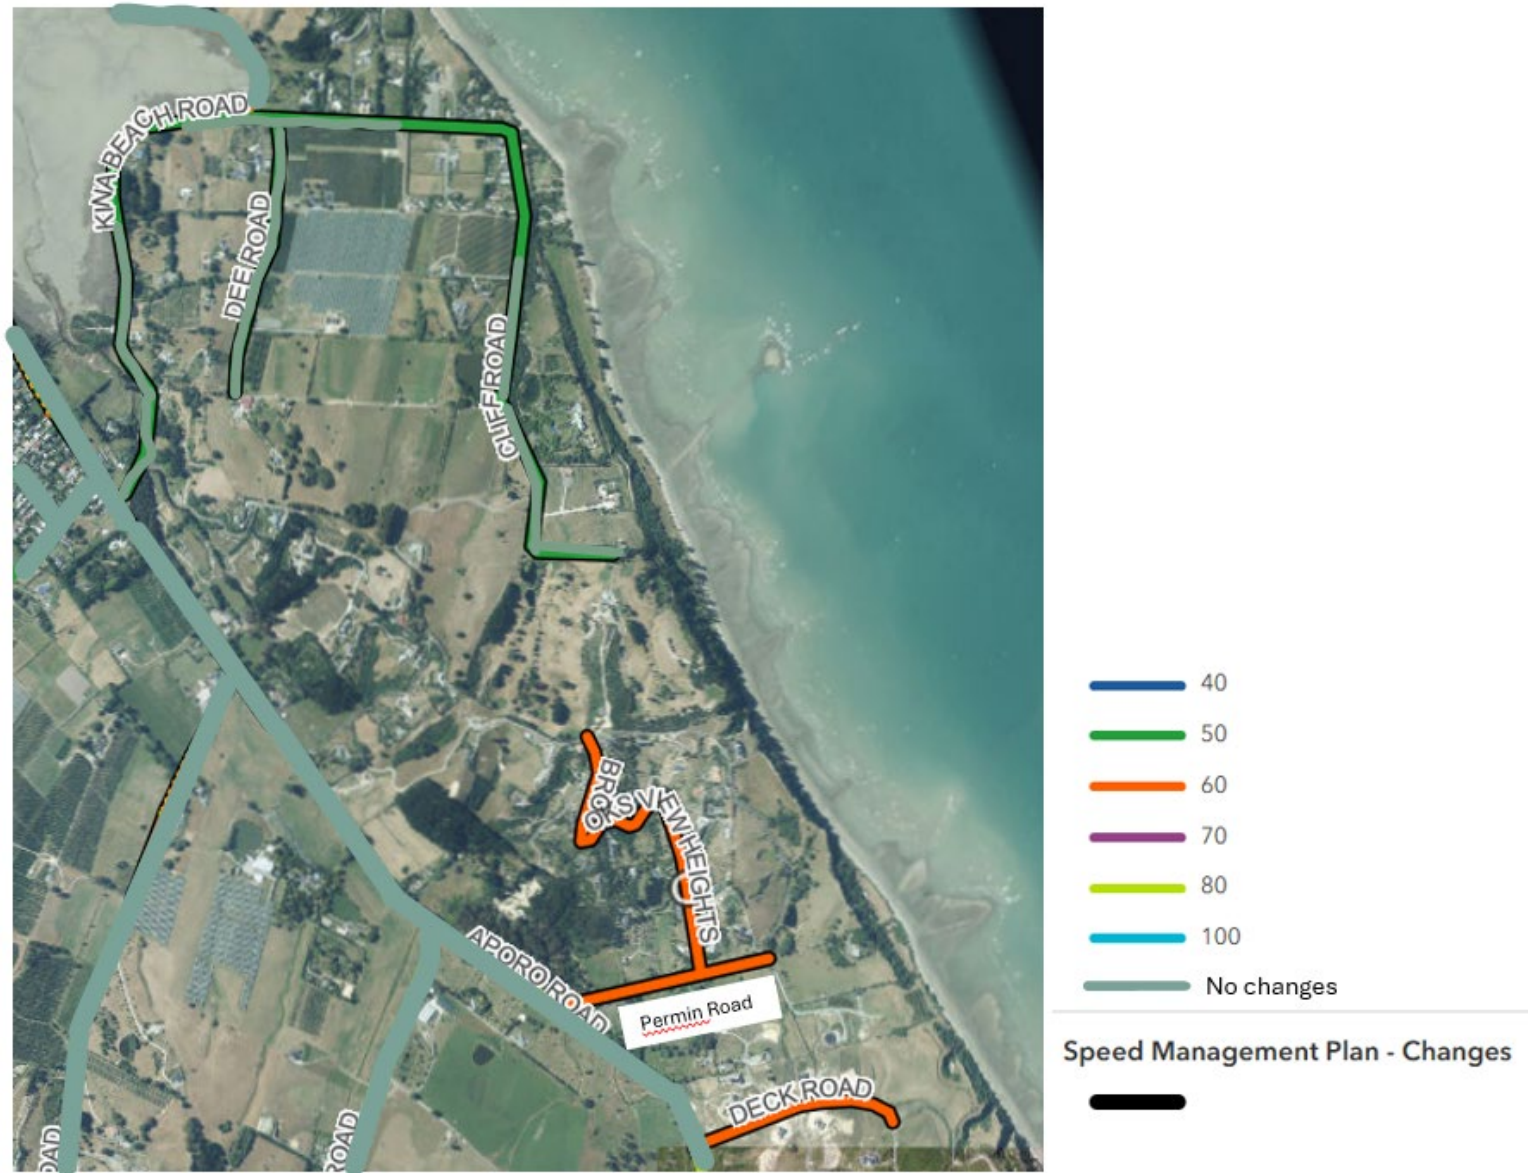 KINA BEACH ROAD
DEE ROAD
CLIFF ROAD
BROOKS VIEW HEIGHTS
APORO ROAD
Permin Road
DECK ROAD
OAD
ROAD
40
50
60
70
80
100
No changes
Speed Management Plan - Changes